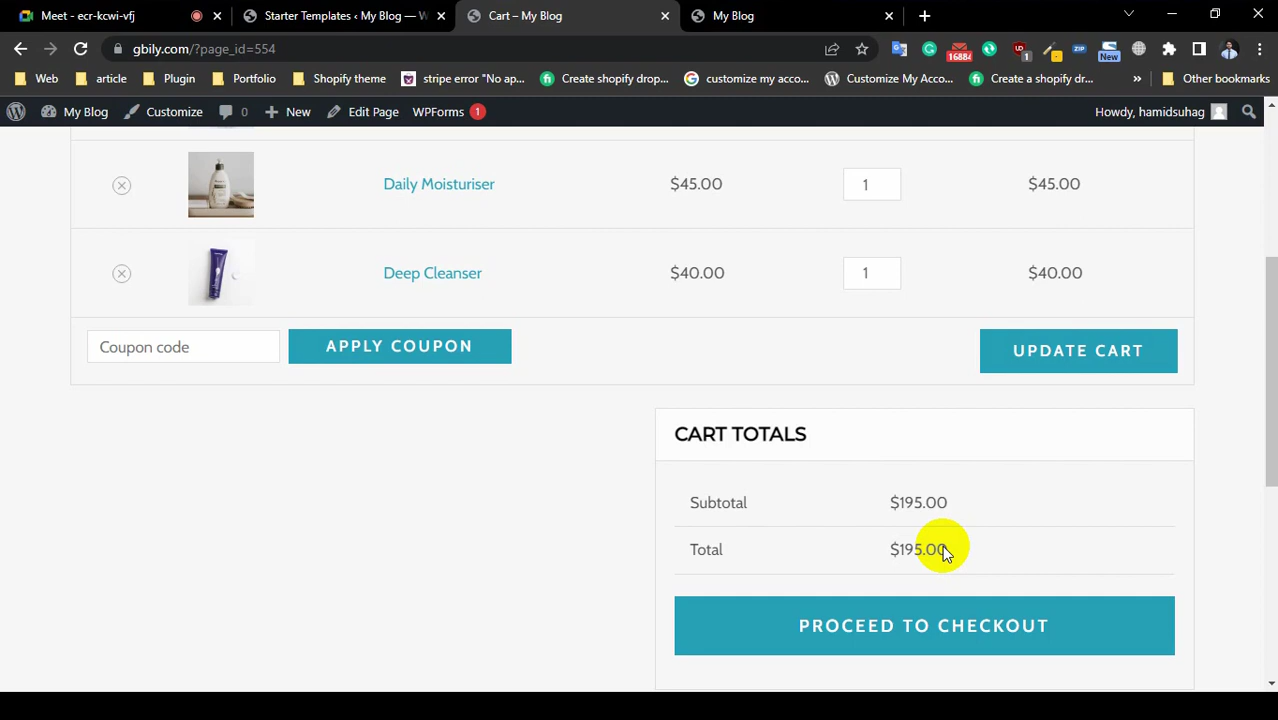 Meet - ecr-kcwi-vfj
Starter Templates ‹ My Blog — W
Cart – My Blog
My Blog
gbily.com/?page_id=554
16884
1
New
Web
article
Plugin
Portfolio
Shopify theme
stripe error "No ap...
Create shopify drop...
customize my acco...
Customize My Acco...
Create a shopify dr...
»
Other bookmarks
My Blog
Customize
0
New
Edit Page
WPForms 1
Howdy, hamidsuhag
Daily Moisturiser $45.00 1 $45.00
Deep Cleanser $40.00 1 $40.00
Coupon code
APPLY COUPON
UPDATE CART
CART TOTALS
Subtotal $195.00
Total $195.00
PROCEED TO CHECKOUT